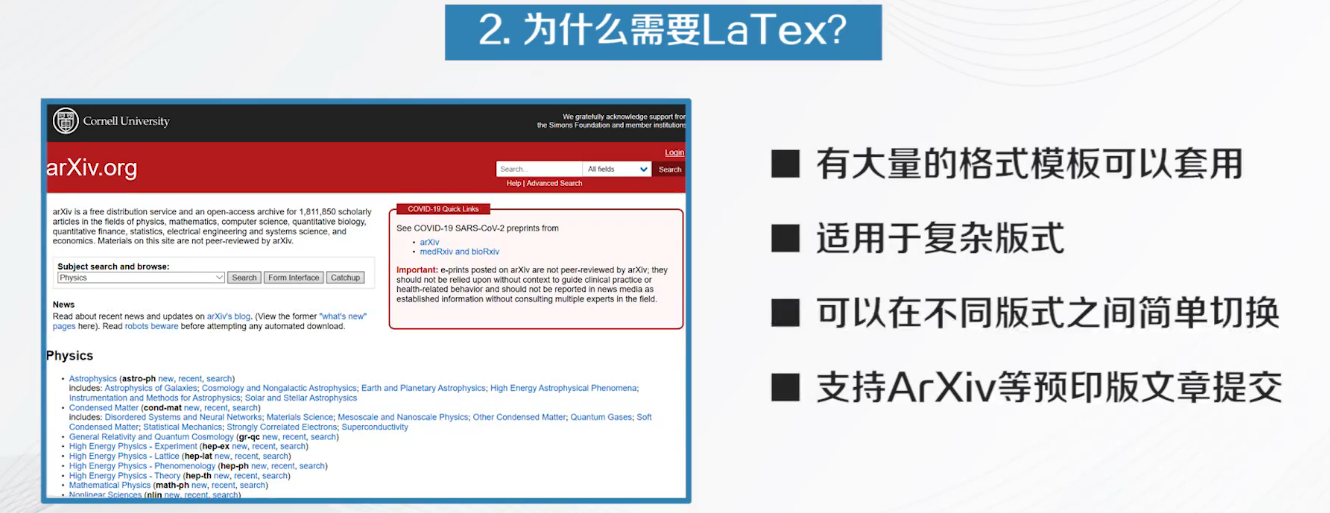 2. 为什么需要LaTex?
Cornell University
We gratefully acknowledge support from
the Simons Foundation and member institutions
arXiv.org
Login
Search...
All fields
Search
Help | Advanced Search
arXiv is a free distribution service and an open-access archive for 1,811,850 scholarly
articles in the fields of physics, mathematics, computer science, quantitative biology,
quantitative finance, statistics, electrical engineering and systems science, and
economics. Materials on this site are not peer-reviewed by arXiv.
Subject search and browse:
Physics
Search
Form Interface
Catchup
News
Read about recent news and updates on arXiv's blog. (View the former "what's new"
pages here). Read robots beware before attempting any automated download.
COVID-19 Quick Links
See COVID-19 SARS-CoV-2 preprints from
• arXiv
• medRxiv and bioRxiv
Important: e-prints posted on arXiv are not peer-reviewed by arXiv; they
should not be relied upon without context to guide clinical practice or
health-related behavior and should not be reported in news media as
established information without consulting multiple experts in the field.
Physics
• Astrophysics (astro-ph new, recent, search)
includes: Astrophysics of Galaxies; Cosmology and Nongalactic Astrophysics; Earth and Planetary Astrophysics; High Energy Astrophysical Phenomena;
Instrumentation and Methods for Astrophysics; Solar and Stellar Astrophysics
• Condensed Matter (cond-mat new, recent, search)
includes: Disordered Systems and Neural Networks; Materials Science; Mesoscale and Nanoscale Physics; Other Condensed Matter; Quantum Gases; Soft
Condensed Matter; Statistical Mechanics; Strongly Correlated Electrons; Superconductivity
• General Relativity and Quantum Cosmology (gr-qc new, recent, search)
• High Energy Physics - Experiment (hep-ex new, recent, search)
• High Energy Physics - Lattice (hep-lat new, recent, search)
• High Energy Physics - Phenomenology (hep-ph new, recent, search)
• High Energy Physics - Theory (hep-th new, recent, search)
• Mathematical Physics (math-ph new, recent, search)
• Nonlinear Sciences (nlin new, recent, search)
■ 有大量的格式模板可以套用
■ 适用于复杂版式
■ 可以在不同版式之间简单切换
■ 支持ArXiv等预印版文章提交